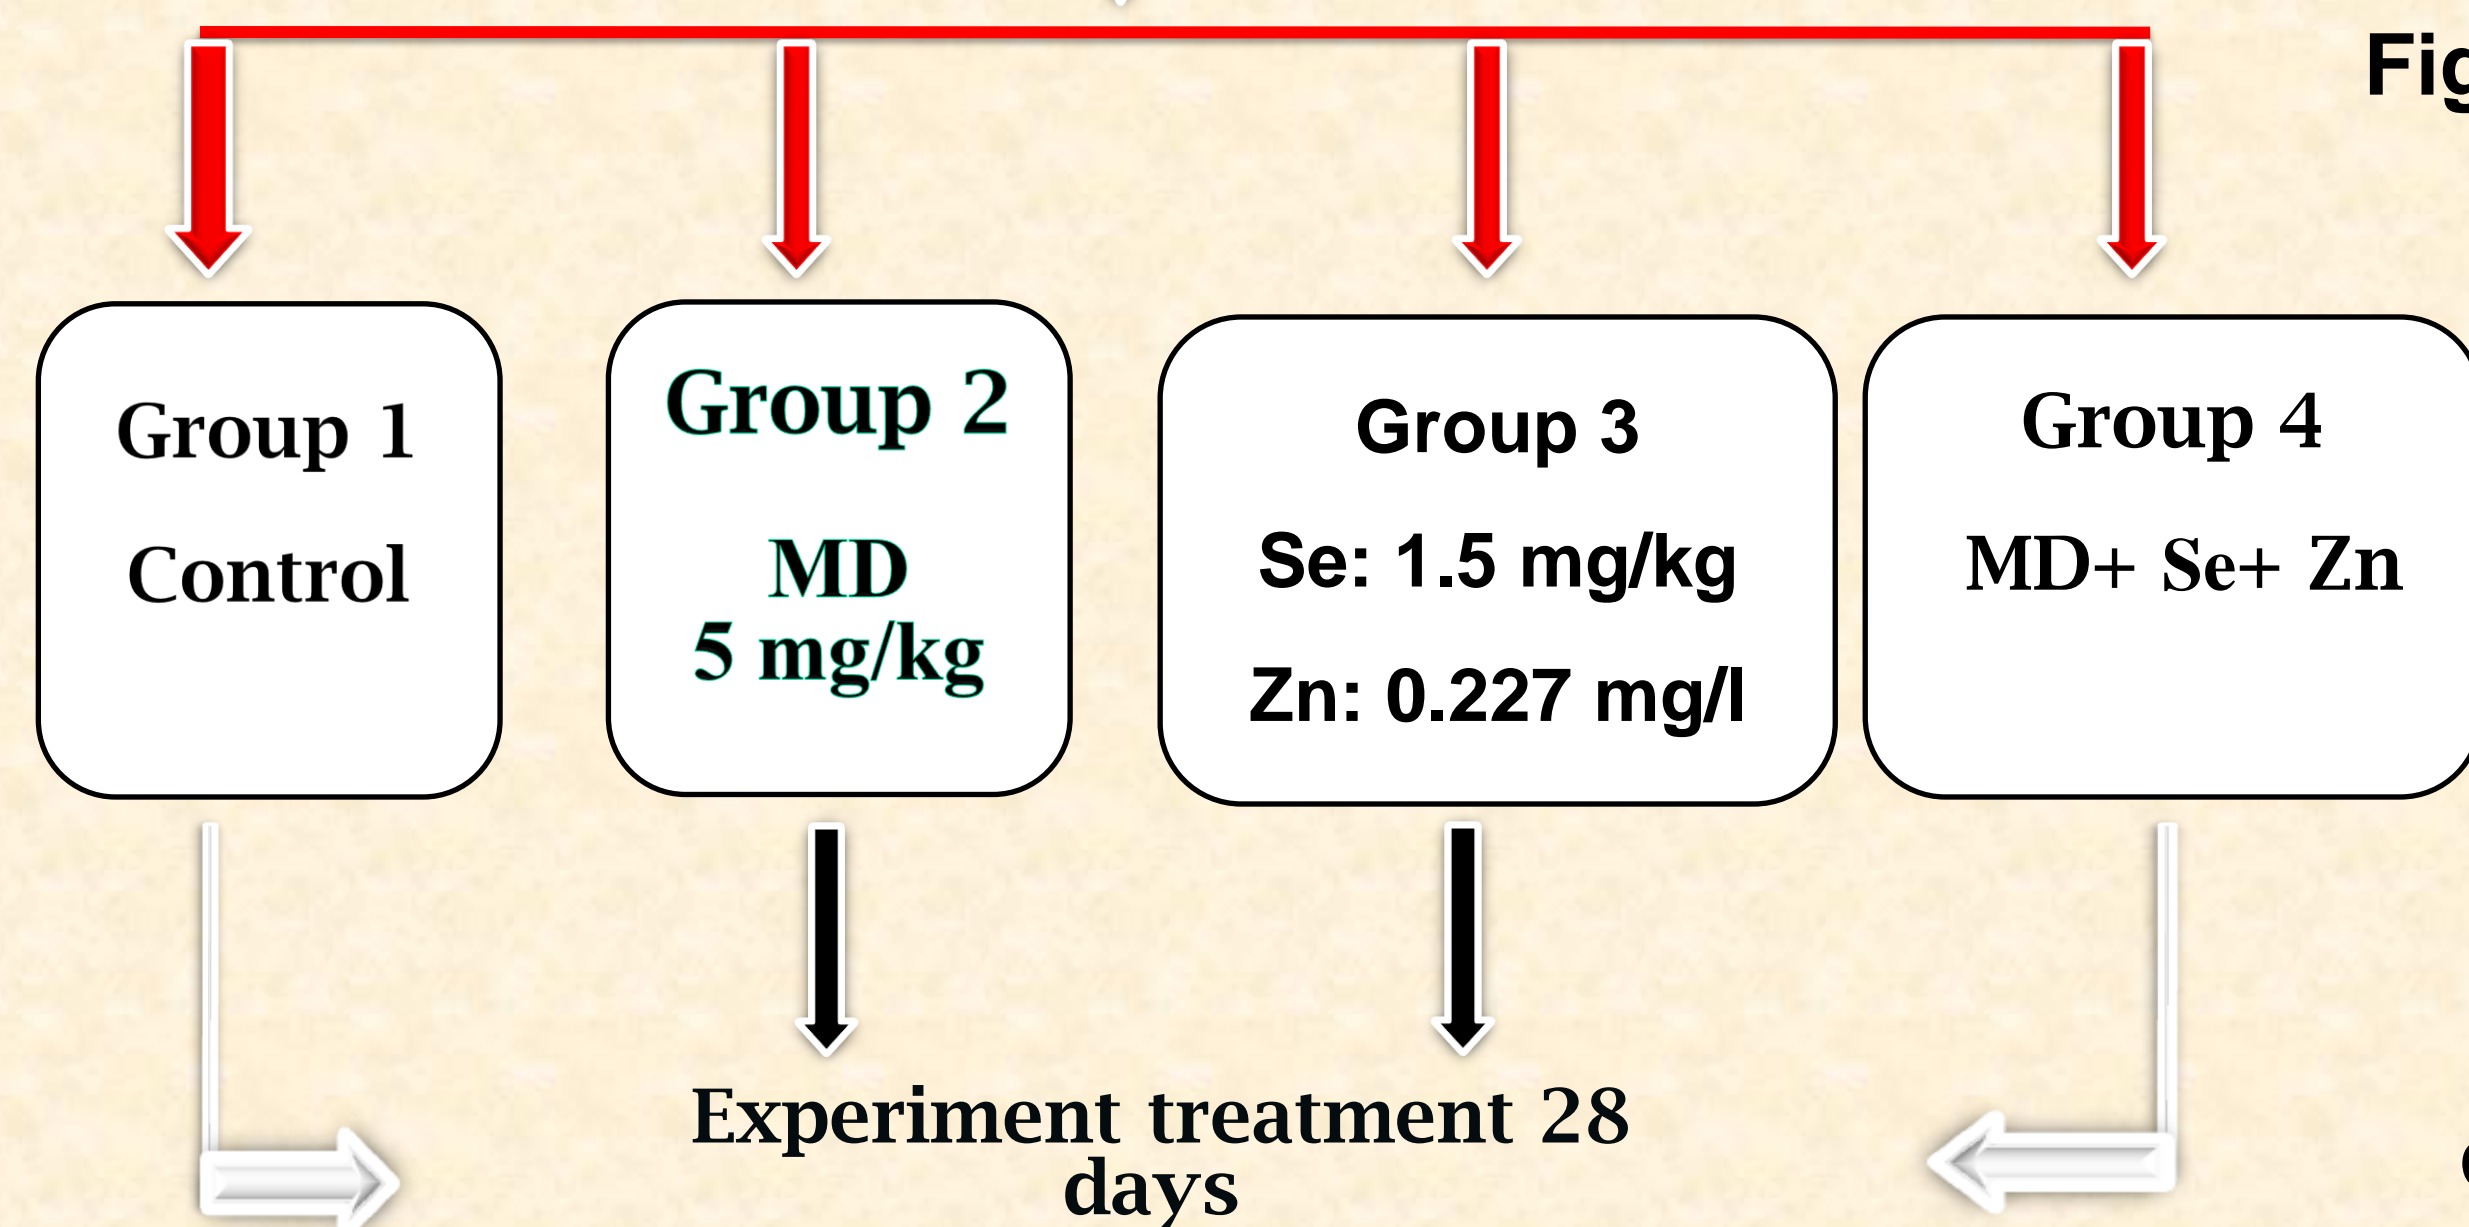 Fig
Group 1
Control
Group 2
MD
5 mg/kg
Group 3
Se: 1.5 mg/kg
Zn: 0.227 mg/l
Group 4
MD+ Se+ Zn
Experiment treatment 28
days